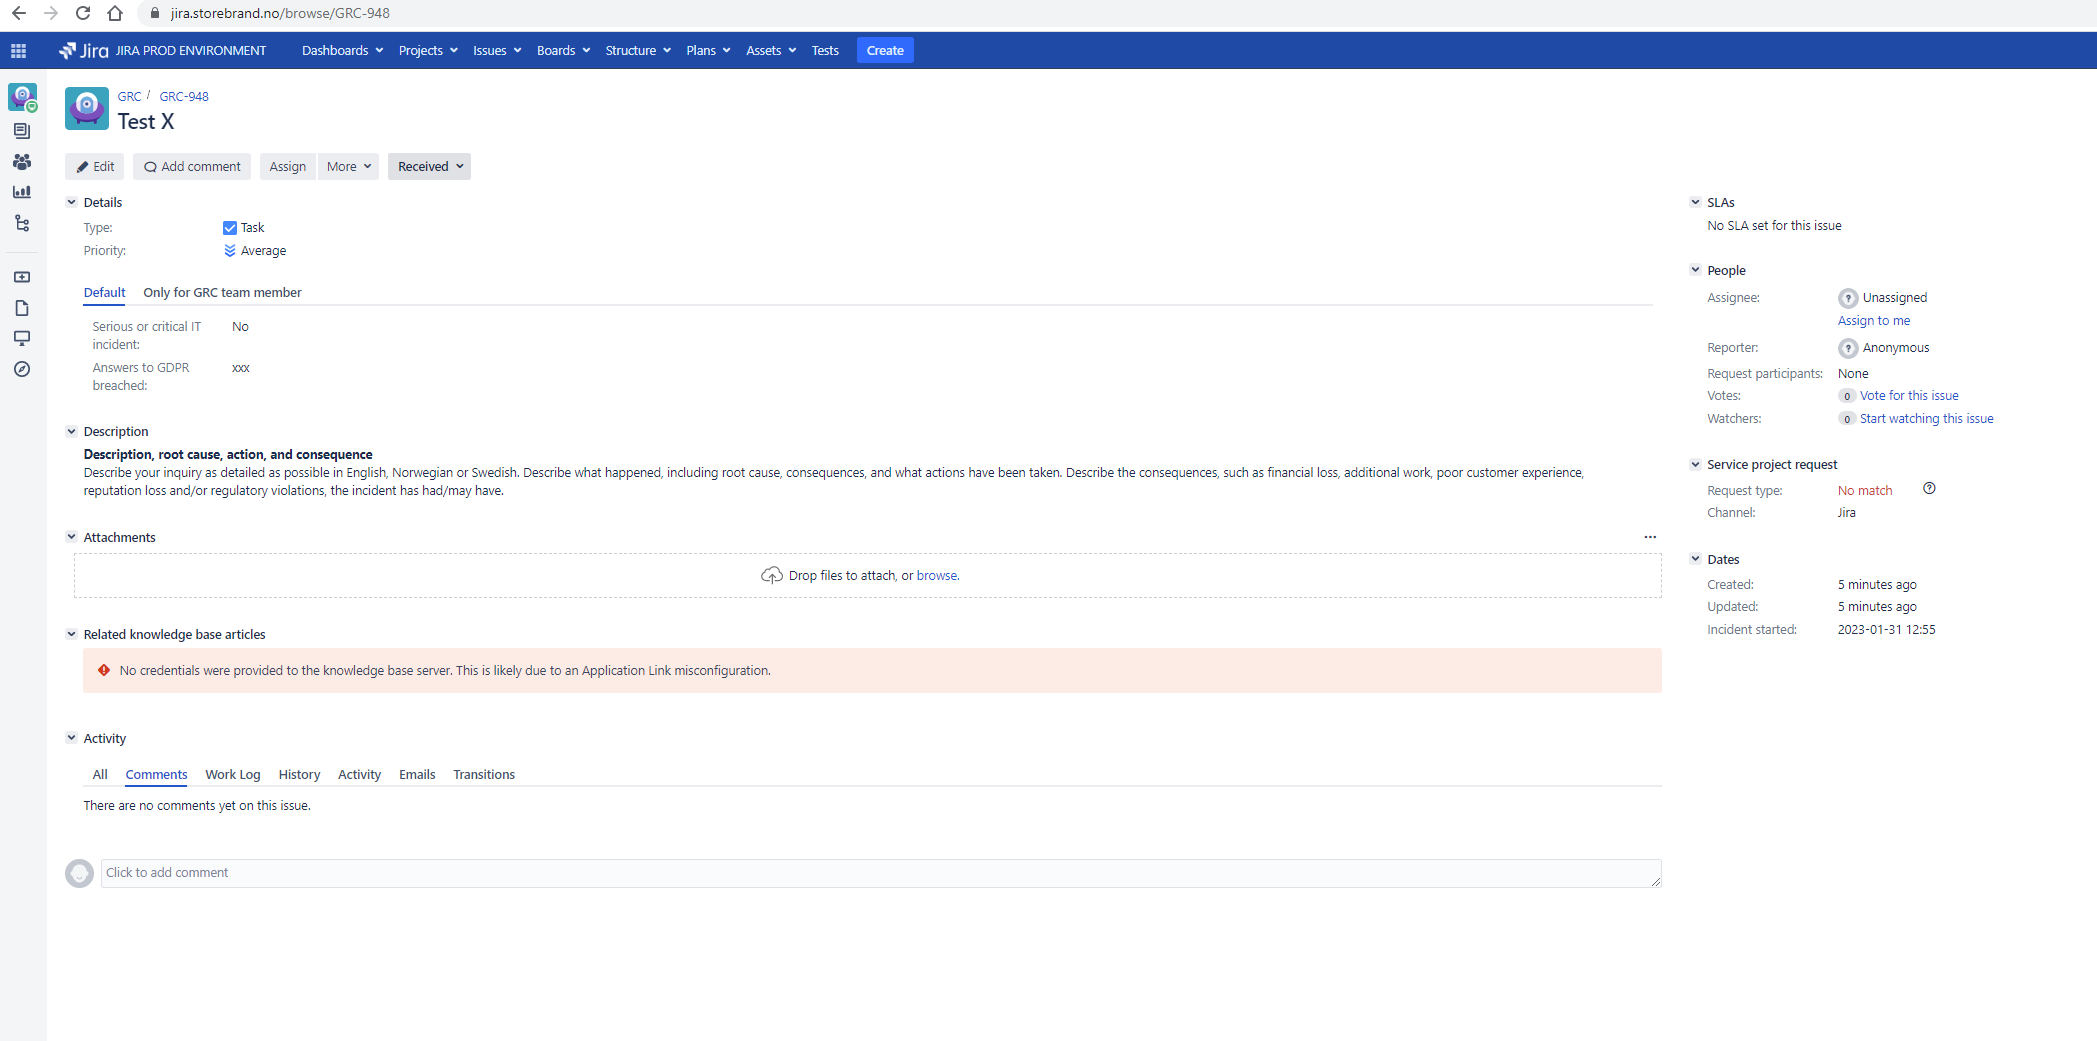 jira.storebrand.no/browse/GRC-948
Jira JIRA PROD ENVIRONMENT Dashboards Projects Issues Boards Structure Plans Assets Tests Create
GRC / GRC-948
Test X
Edit Add comment Assign More Received
Details
Type: Task
Priority: Average
Default Only for GRC team member
Serious or critical IT incident: No
Answers to GDPR breached: xxx
Description
Description, root cause, action, and consequence
Describe your inquiry as detailed as possible in English, Norwegian or Swedish. Describe what happened, including root cause, consequences, and what actions have been taken. Describe the consequences, such as financial loss, additional work, poor customer experience,
reputation loss and/or regulatory violations, the incident has had/may have.
Attachments
Drop files to attach, or browse.
Related knowledge base articles
No credentials were provided to the knowledge base server. This is likely due to an Application Link misconfiguration.
Activity
All Comments Work Log History Activity Emails Transitions
There are no comments yet on this issue.
Click to add comment
SLAs
No SLA set for this issue
People
Assignee: Unassigned
Assign to me
Reporter: Anonymous
Request participants: None
Votes: 0 Vote for this issue
Watchers: 0 Start watching this issue
Service project request
Request type: No match
Channel: Jira
Dates
Created: 5 minutes ago
Updated: 5 minutes ago
Incident started: 2023-01-31 12:55